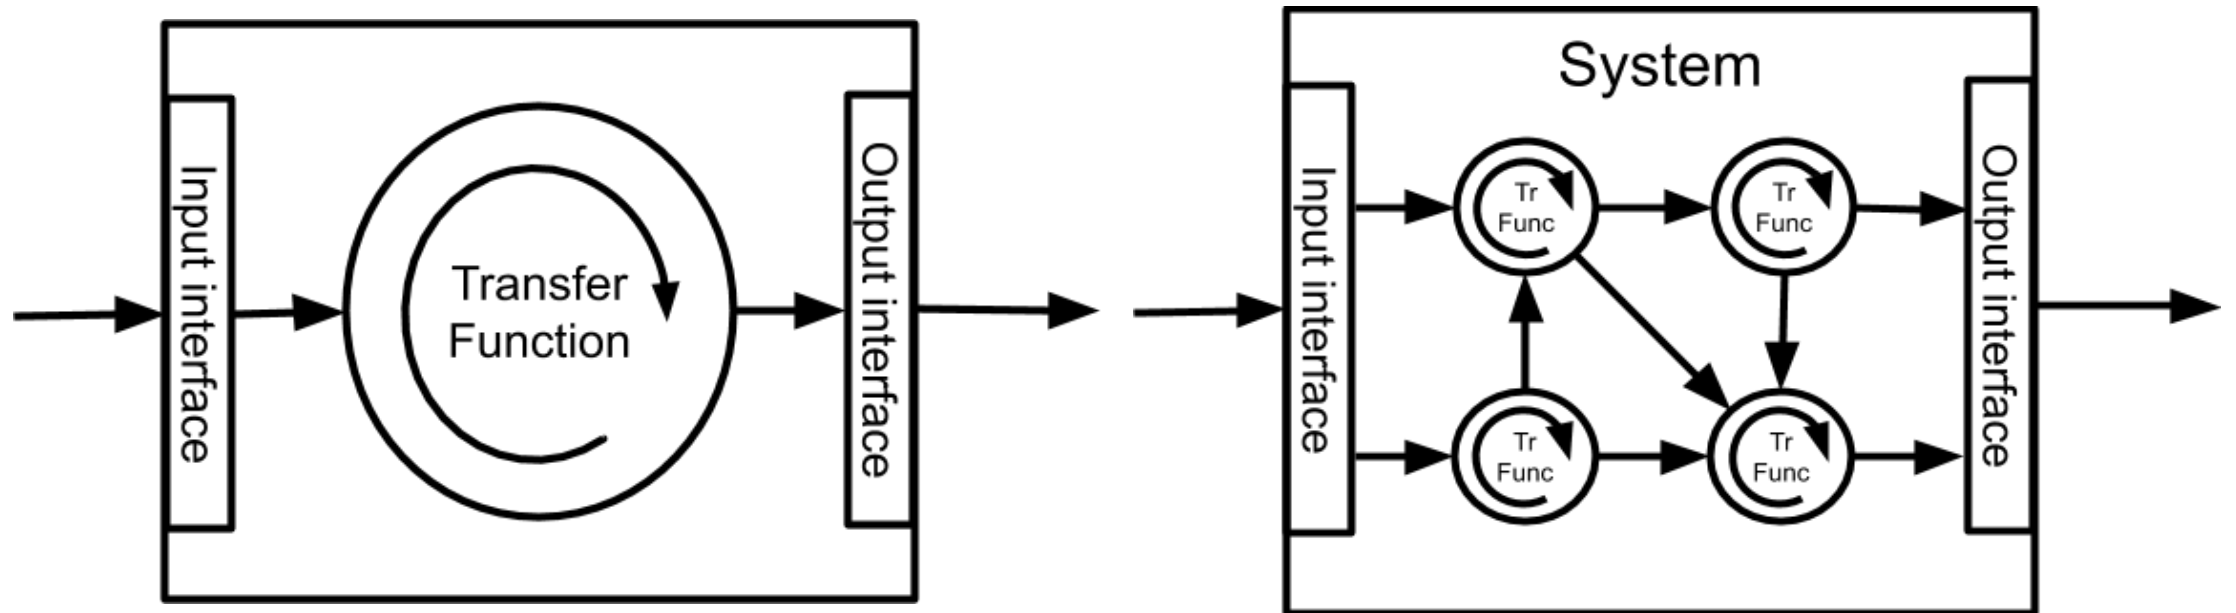 Input interface
Transfer
Function
Output interface
System
Input interface
Tr
Func
Tr
Func
Tr
Func
Tr
Func
Output interface